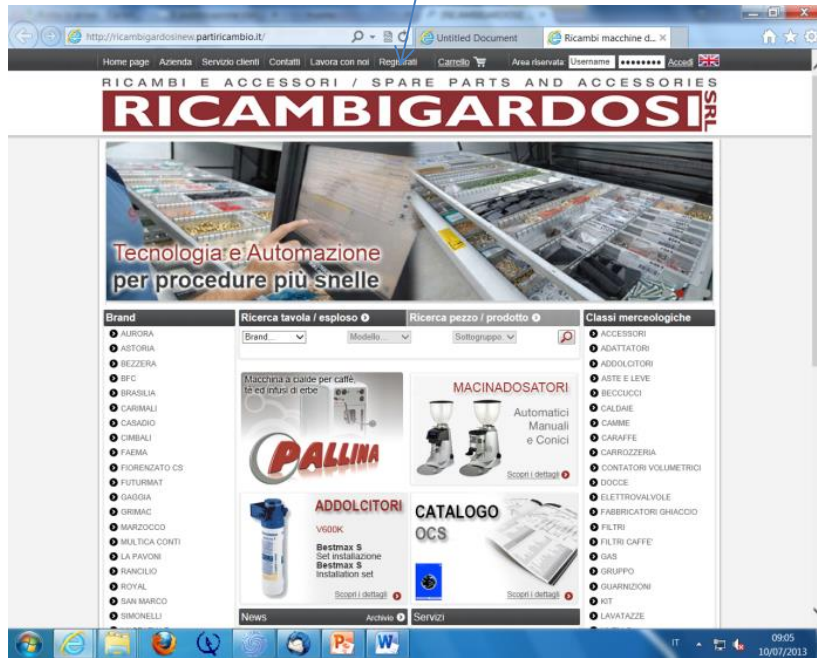 http://ricambigardosinew.partiricambio.it/
Untitled Document
Ricambi macchine d...
Home page Azienda Servizio clienti Contatti Lavora con noi Registrati Carrello Area riservata: Username Accedi
RICAMBI E ACCESSORI / SPARE PARTS AND ACCESSORIES
RICAMBIGARDOSI SRL
Tecnologia e Automazione
per procedure più snelle
Brand
AURORA
ASTORIA
BEZZERA
BFC
BRASILIA
CARIMALI
CASADIO
CIMBALI
FAEMA
FIORENZATO CS
FUTURMAT
GAGGIA
GRIMAC
MARZOCCO
MULTICA CONTI
LA PAVONI
RANCILIO
ROYAL
SAN MARCO
SIMONELLI
Ricerca tavola / esploso
Ricerca pezzo / prodotto
Brand...
Modello...
Sottogruppo...
Macchina a cialde per caffè,
tè ed infusi di erbe
PALLINA
MACINADOSATORI
Automatici
Manuali
e Conici
Scopri i dettagli
ADDOLCITORI
V600K
Bestmax S
Set installazione
Bestmax S
Installation set
Scopri i dettagli
CATALOGO
OCS
Scopri i dettagli
News
Archivio
Servizi
Classi merceologiche
ACCESSORI
ADATTATORI
ADDOLCITORI
ASTE E LEVE
BECCUCCI
CALDAIE
CAMME
CARAFFE
CARROZZERIA
CONTATORI VOLUMETRICI
DOCCE
ELETTROVALVOLE
FABBRICATORI GHIACCIO
FILTRI
FILTRI CAFFE'
GAS
GRUPPO
GUARNIZIONI
KIT
LAVATAZZE
IT
09:05
10/07/2013